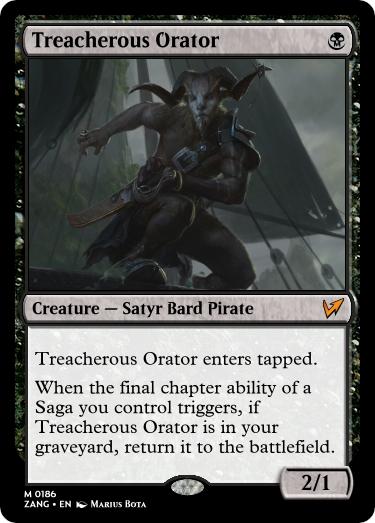 Treacherous Orator
Creature — Satyr Bard Pirate
Treacherous Orator enters tapped.
When the final chapter ability of a
Saga you control triggers, if
Treacherous Orator is in your
graveyard, return it to the battlefield.
2/1
M 0186
ZANG • EN Marius Bota